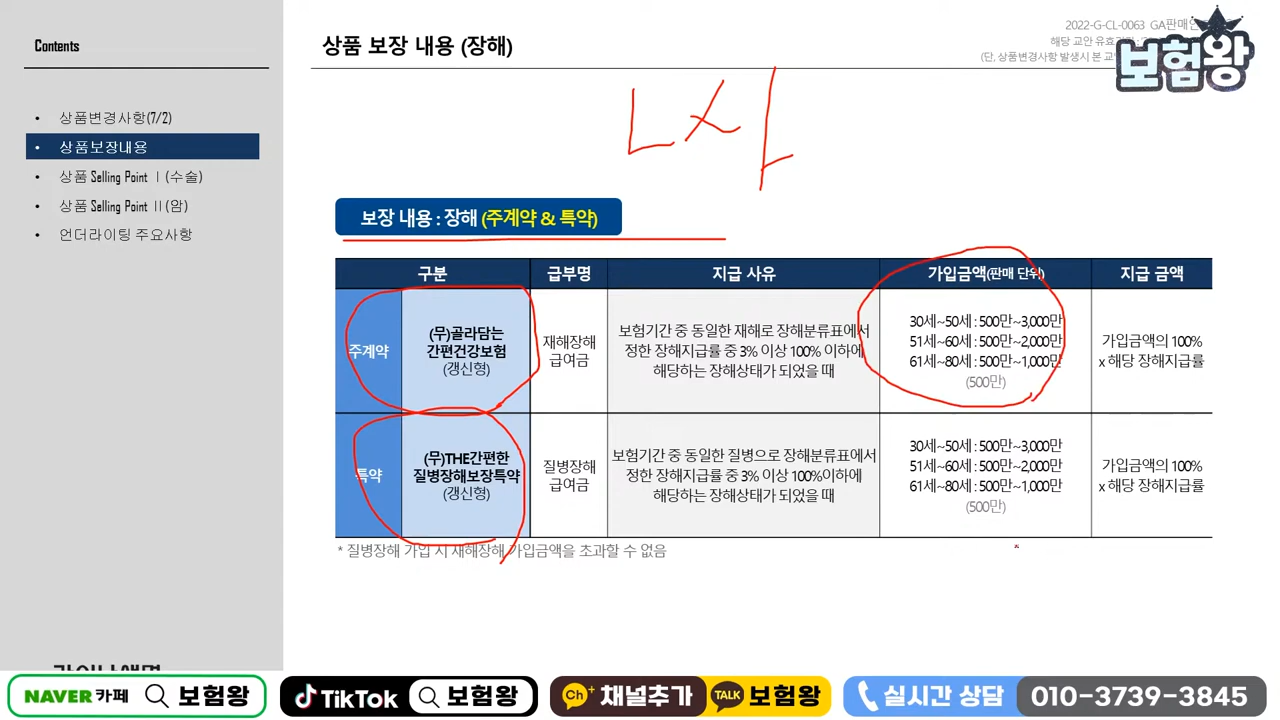 Contents
상품변경사항(7/2)
상품보장내용
상품 Selling Point Ⅰ (수술)
상품 Selling Point Ⅱ (암)
언더라이팅 주요사항
상품 보장 내용 (장해)
2022-G-CL-0063 GA판매인
해당 교안 유효기간
(단, 상품변경사항 발생시 본 교
보험왕
보장 내용 : 장해 (주계약 & 특약)
구분 급부명 지급 사유 가입금액(판매 단위) 지급 금액
주계약
(무)골라담는
간편건강보험
(갱신형)
재해장해
급여금
보험기간 중 동일한 재해로 장해분류표에서
정한 장해지급률 중 3% 이상 100% 이하에
해당하는 장해상태가 되었을 때
30세~50세 : 500만~3,000만
51세~60세 : 500만~2,000만
61세~80세 : 500만~1,000만
(500만)
가입금액의 100%
x 해당 장해지급률
특약
(무)THE간편한
질병장해보장특약
(갱신형)
질병장해
급여금
보험기간 중 동일한 질병으로 장해분류표에서
정한 장해지급률 중 3% 이상 100%이하에
해당하는 장해상태가 되었을 때
30세~50세 : 500만~3,000만
51세~60세 : 500만~2,000만
61세~80세 : 500만~1,000만
(500만)
가입금액의 100%
x 해당 장해지급률
* 질병장해 가입 시 재해장해 가입금액을 초과할 수 없음
NAVER 카페 보험왕
TikTok 보험왕
Ch+ 채널추가 TALK 보험왕
실시간 상담 010-3739-3845